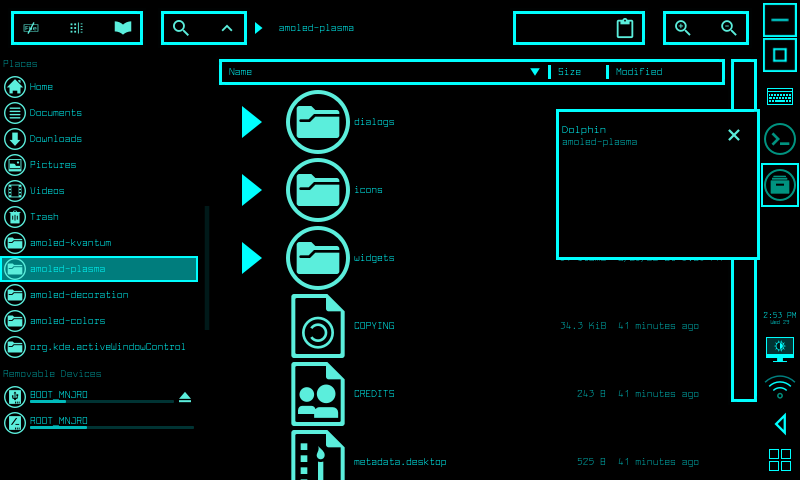 amoled-plasma
Places
Home
Documents
Downloads
Pictures
Videos
Trash
amoled-kvantum
amoled-plasma
amoled-decoration
amoled-colors
org.kde.activeWindowControl
Removable Devices
BOOT_MNJRO
ROOT_MNJRO
Name Size Modified
dialogs
icons
widgets
COPYING 34,3 KiB 41 minutes ago
CREDITS 243 B 41 minutes ago
metadata.desktop 525 B 41 minutes ago
Dolphin
amoled-plasma
2:53 PM
Wed 29